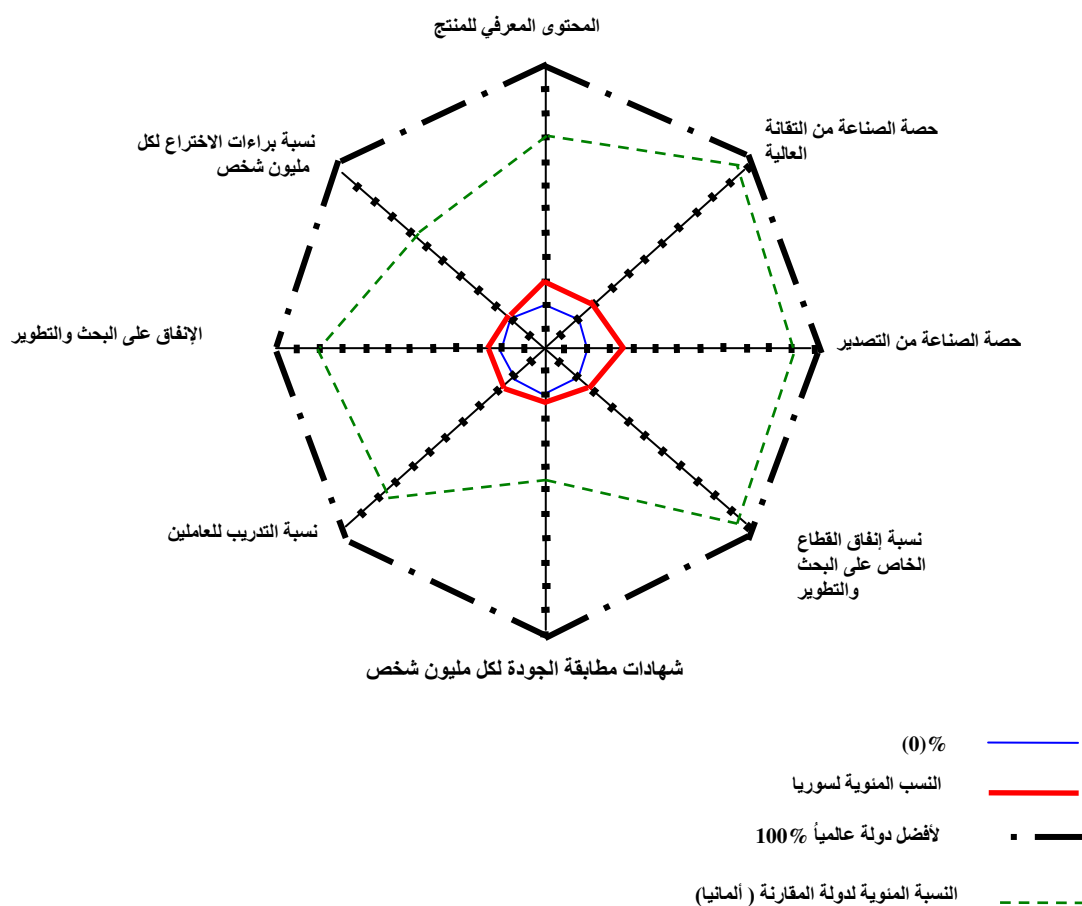 المحتوى المعرفي للمنتج
حصة الصناعة من التقانة
العالية
نسبة براءات الاختراع لكل
مليون شخص
حصة الصناعة من التصدير
الإنفاق على البحث والتطوير
نسبة إنفاق القطاع
الخاص على البحث
والتطوير
نسبة التدريب للعاملين
شهادات مطابقة الجودة لكل مليون شخص
%(0)
النسب المئوية لسوريا
لأفضل دولة عالمياُ %100
النسبة المئوية لدولة المقارنة ( ألمانيا)